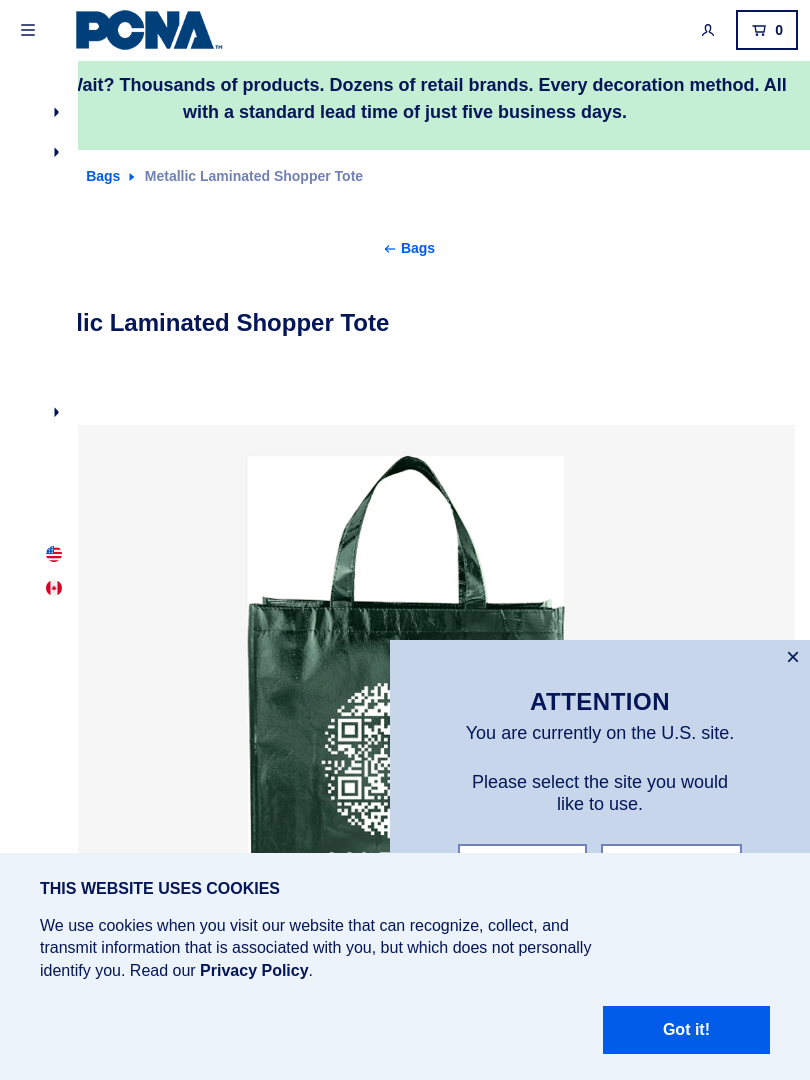 PCNA™
0
Wait? Thousands of products. Dozens of retail brands. Every decoration method. All
with a standard lead time of just five business days.
Bags
Metallic Laminated Shopper Tote
Bags
lic Laminated Shopper Tote
ATTENTION
You are currently on the U.S. site.
Please select the site you would
like to use.
THIS WEBSITE USES COOKIES
We use cookies when you visit our website that can recognize, collect, and
transmit information that is associated with you, but which does not personally
identify you. Read our Privacy Policy.
Got it!